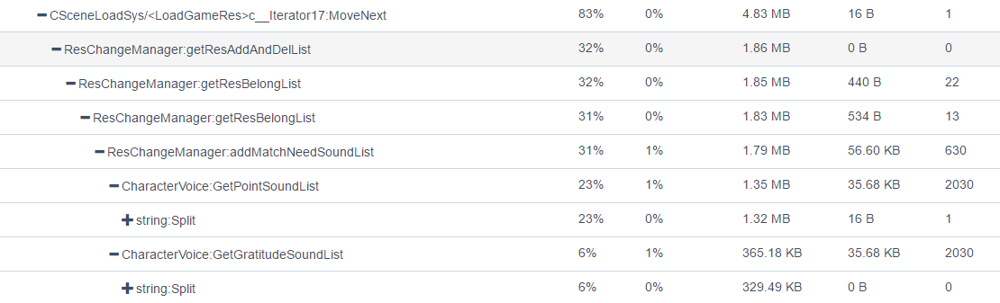 CSceneLoadSys/<LoadGameRes>c__Iterator17:MoveNext 83% 0% 4.83 MB 16 B 1
ResChangeManager:getResAddAndDelList 32% 0% 1.86 MB 0 B 0
ResChangeManager:getResBelongList 32% 0% 1.85 MB 440 B 22
ResChangeManager:getResBelongList 31% 0% 1.83 MB 534 B 13
ResChangeManager:addMatchNeedSoundList 31% 1% 1.79 MB 56.60 KB 630
CharacterVoice:GetPointSoundList 23% 1% 1.35 MB 35.68 KB 2030
string:Split 23% 0% 1.32 MB 16 B 1
CharacterVoice:GetGratitudeSoundList 6% 1% 365.18 KB 35.68 KB 2030
string:Split 6% 0% 329.49 KB 0 B 0